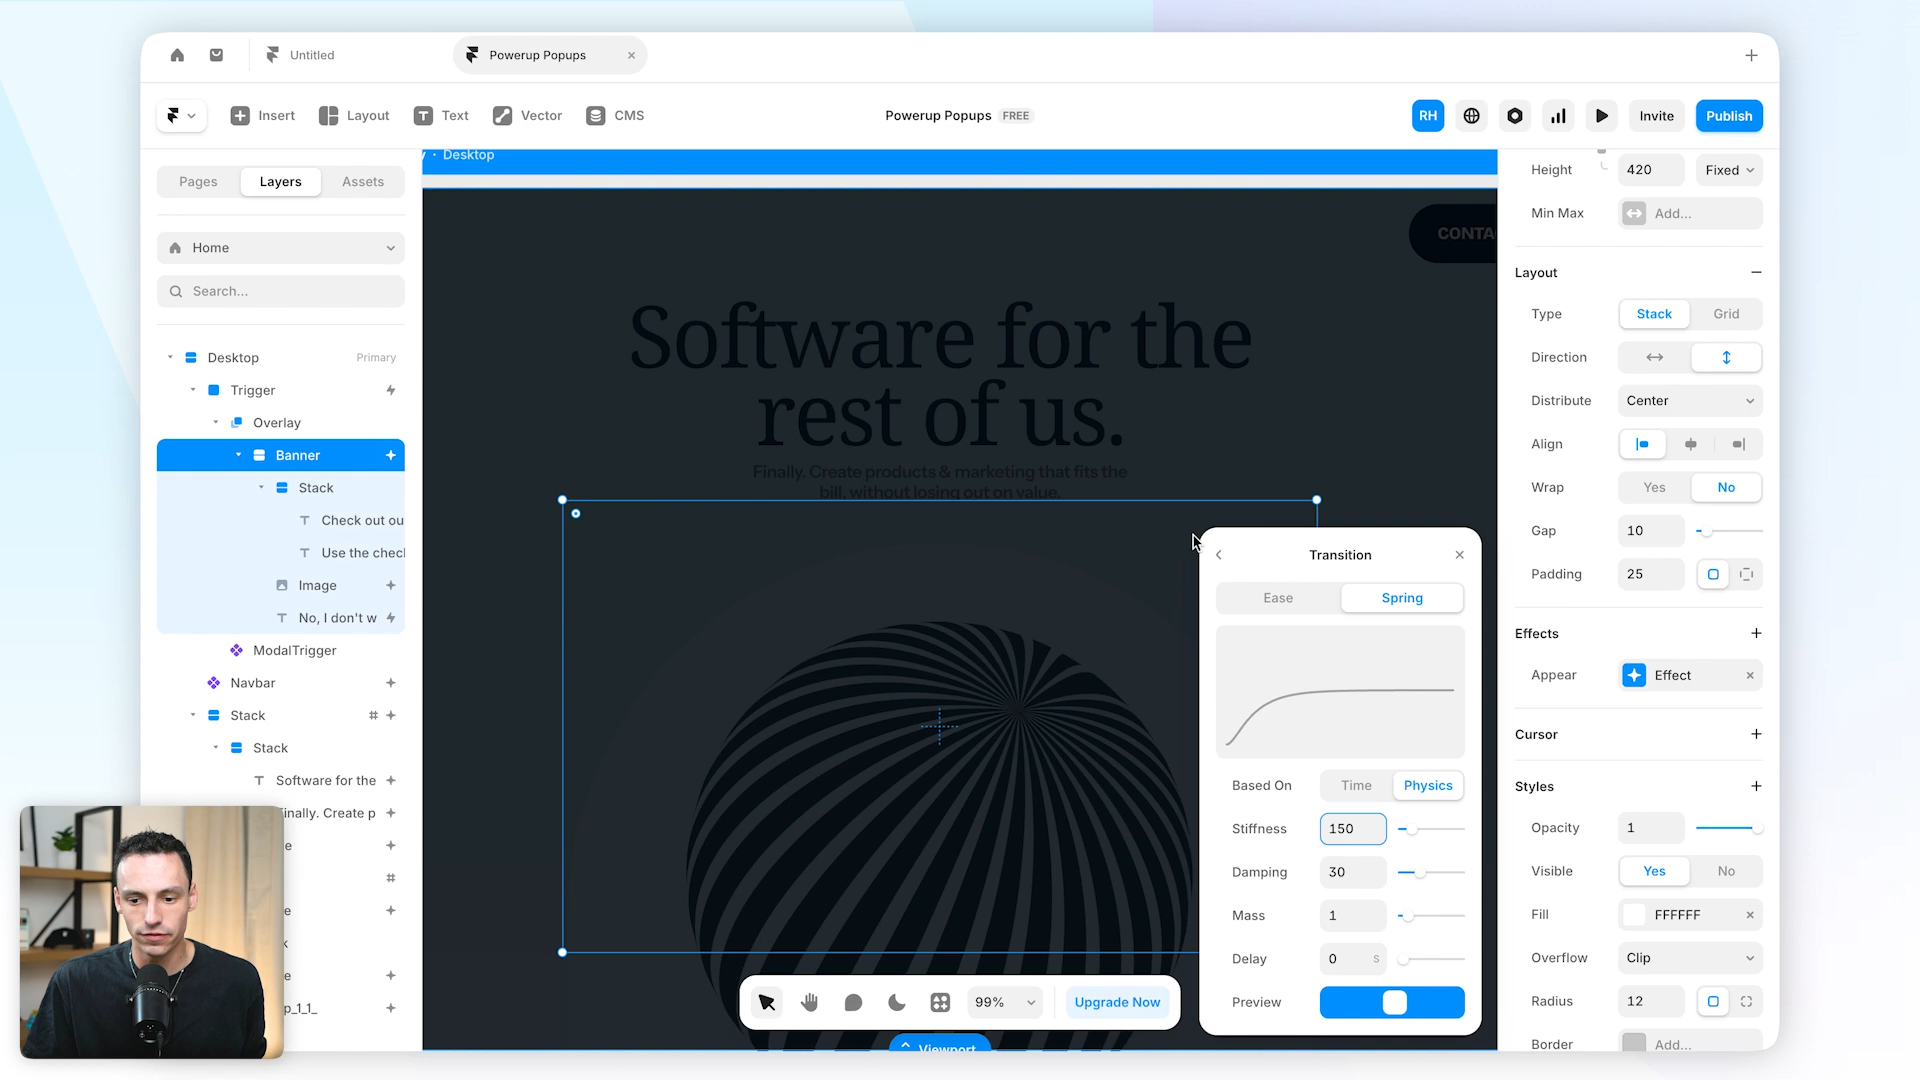 Untitled
Powerup Popups
Insert
Layout
Text
Vector
CMS
Powerup Popups FREE
RH
Invite
Publish
Pages
Layers
Assets
Home
Search...
Desktop Primary
Trigger
Overlay
Banner
Stack
Check out ou
Use the chec
Image
No, I don't w
ModalTrigger
Navbar
Stack
Stack
Software for the
inally. Create p
e
e
k
e
p_1_1_
· Desktop
CONTA
Software for the
rest of us.
Finally. Create products & marketing that fits the
bill, without losing out on value.
99%
Upgrade Now
Viewport
Transition
Ease
Spring
Based On
Time
Physics
Stiffness
150
Damping
30
Mass
1
Delay
0 s
Preview
Height
420
Fixed
Min Max
Add...
Layout
Type
Stack
Grid
Direction
Distribute
Center
Align
Wrap
Yes
No
Gap
10
Padding
25
Effects
Appear
Effect
Cursor
Styles
Opacity
1
Visible
Yes
No
Fill
FFFFFF
Overflow
Clip
Radius
12
Border
Add...